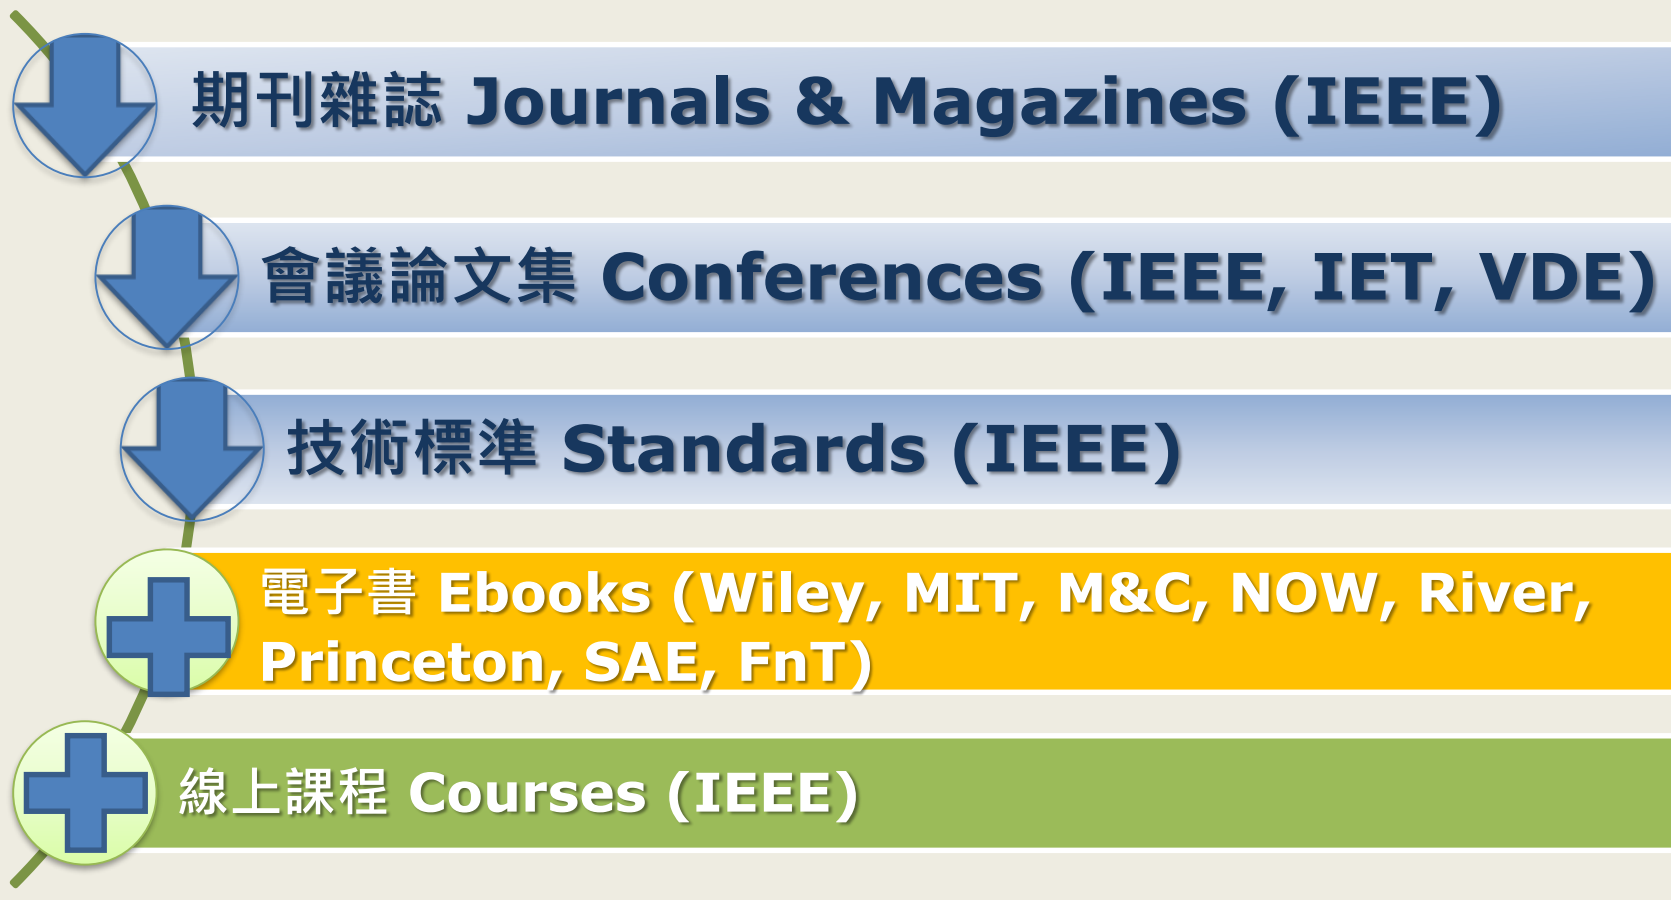 期刊雜誌 Journals & Magazines (IEEE)
會議論文集 Conferences (IEEE, IET, VDE)
技術標準 Standards (IEEE)
電子書 Ebooks (Wiley, MIT, M&C, NOW, River,
Princeton, SAE, FnT)
線上課程 Courses (IEEE)